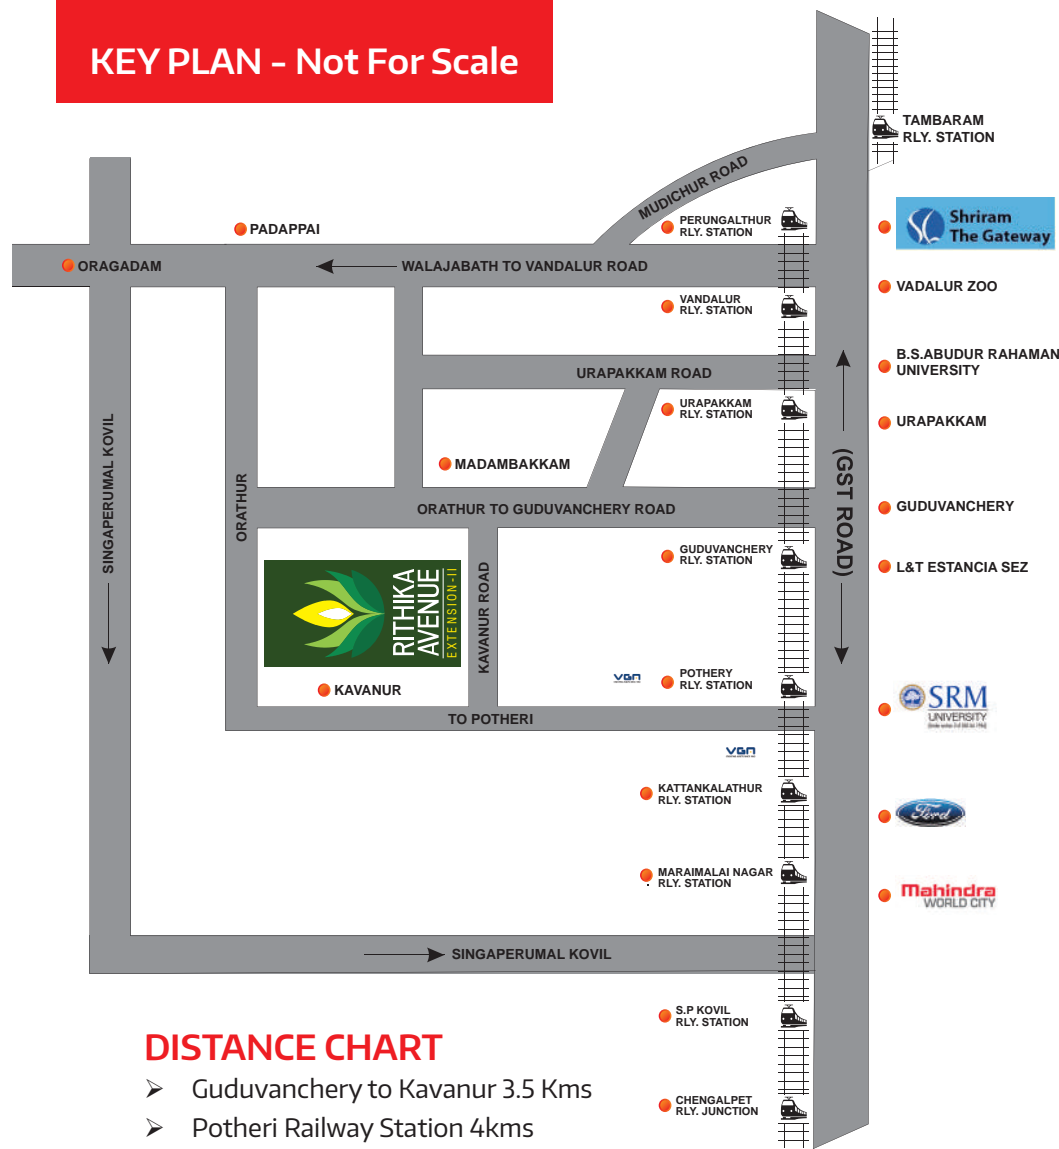 KEY PLAN - Not For Scale
TAMBARAM
RLY. STATION
MUDICHUR ROAD
PERUNGALTHUR
RLY. STATION
Shriram
The Gateway
PADAPPAI
ORAGADAM
WALAJABATH TO VANDALUR ROAD
VADALUR ZOO
VANDALUR
RLY. STATION
B.S.ABUDUR RAHAMAN
UNIVERSITY
URAPAKKAM ROAD
URAPAKKAM
RLY. STATION
URAPAKKAM
(GST ROAD)
MADAMBAKKAM
SINGAPERUMAL KOVIL
ORATHUR
ORATHUR TO GUDUVANCHERY ROAD
GUDUVANCHERY
GUDUVANCHERY
RLY. STATION
L&T ESTANCIA SEZ
RITHIKA
AVENUE
EXTENSION-II
KAVANUR ROAD
KAVANUR
VGN
POTHERY
RLY. STATION
SRM
UNIVERSITY
TO POTHERI
VGN
KATTANKALATHUR
RLY. STATION
Ford
MARAIMALAI NAGAR
RLY. STATION
Mahindra
WORLD CITY
SINGAPERUMAL KOVIL
S.P KOVIL
RLY. STATION
DISTANCE CHART
Guduvanchery to Kavanur 3.5 Kms
Potheri Railway Station 4kms
CHENGALPET
RLY. JUNCTION